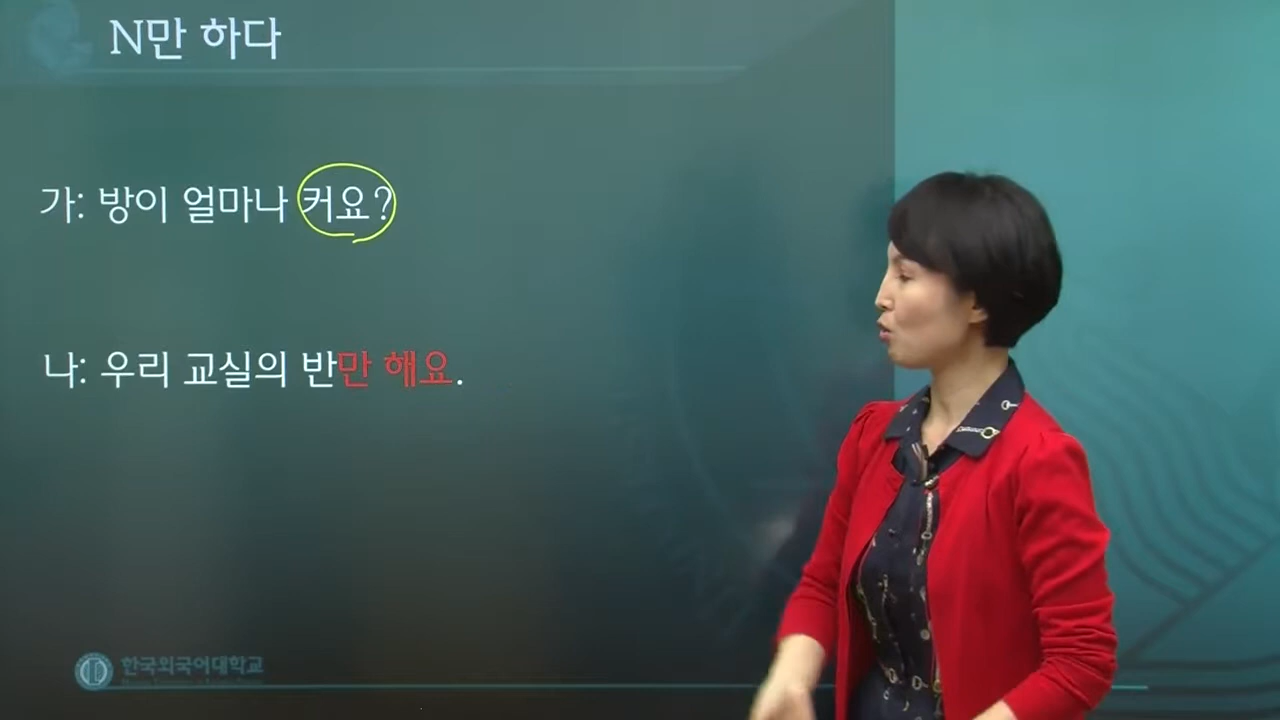 N만 하다
가: 방이 얼마나 커요?
나: 우리 교실의 반만 해요.
한국외국어대학교